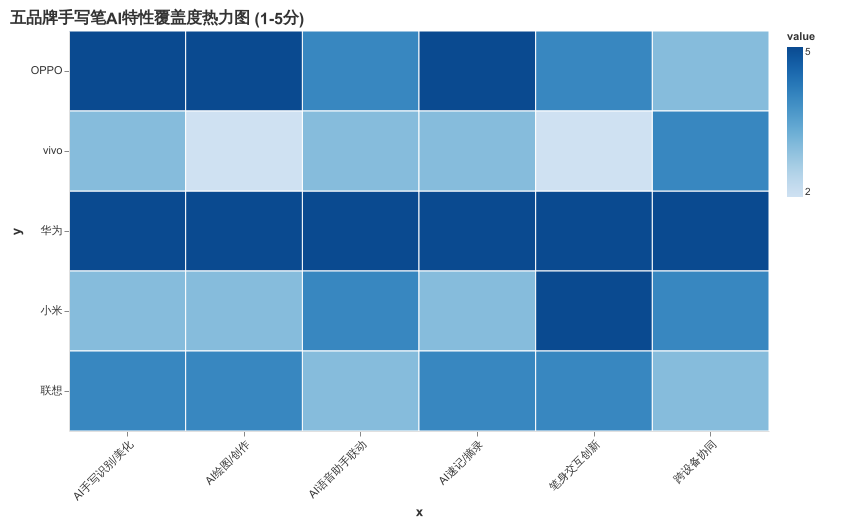 五品牌手写笔AI特性覆盖度热力图 (1-5分)
value
5
2
y
OPPO
vivo
华为
小米
联想
AI手写识别/美化
AI绘图/创作
AI语音助手联动
AI速记/摘录
笔身交互创新
跨设备协同
x